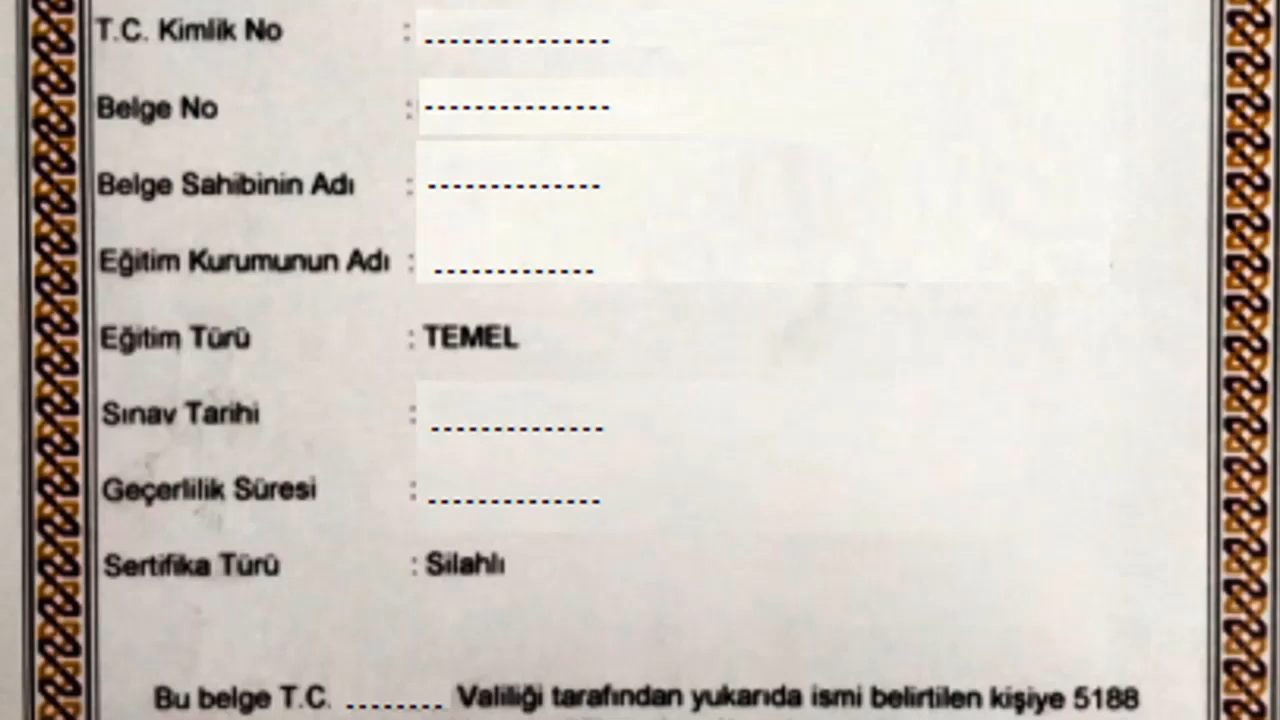 T.C. Kimlik No : ---------------
Belge No : ---------------
Belge Sahibinin Adı : --------------
Eğitim Kurumunun Adı : -------------
Eğitim Türü : TEMEL
Sınav Tarihi : --------------
Geçerlilik Süresi : --------------
Sertifika Türü : Silahlı
Bu belge T.C. ........ Valiliği tarafından yukarıda ismi belirtilen kişiye 5188